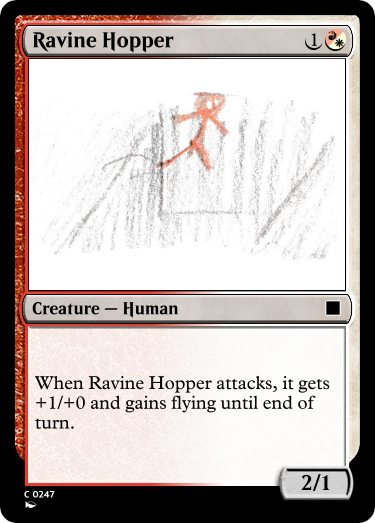 Ravine Hopper 1
Creature — Human
When Ravine Hopper attacks, it gets
+1/+0 and gains flying until end of
turn.
2/1
C 0247